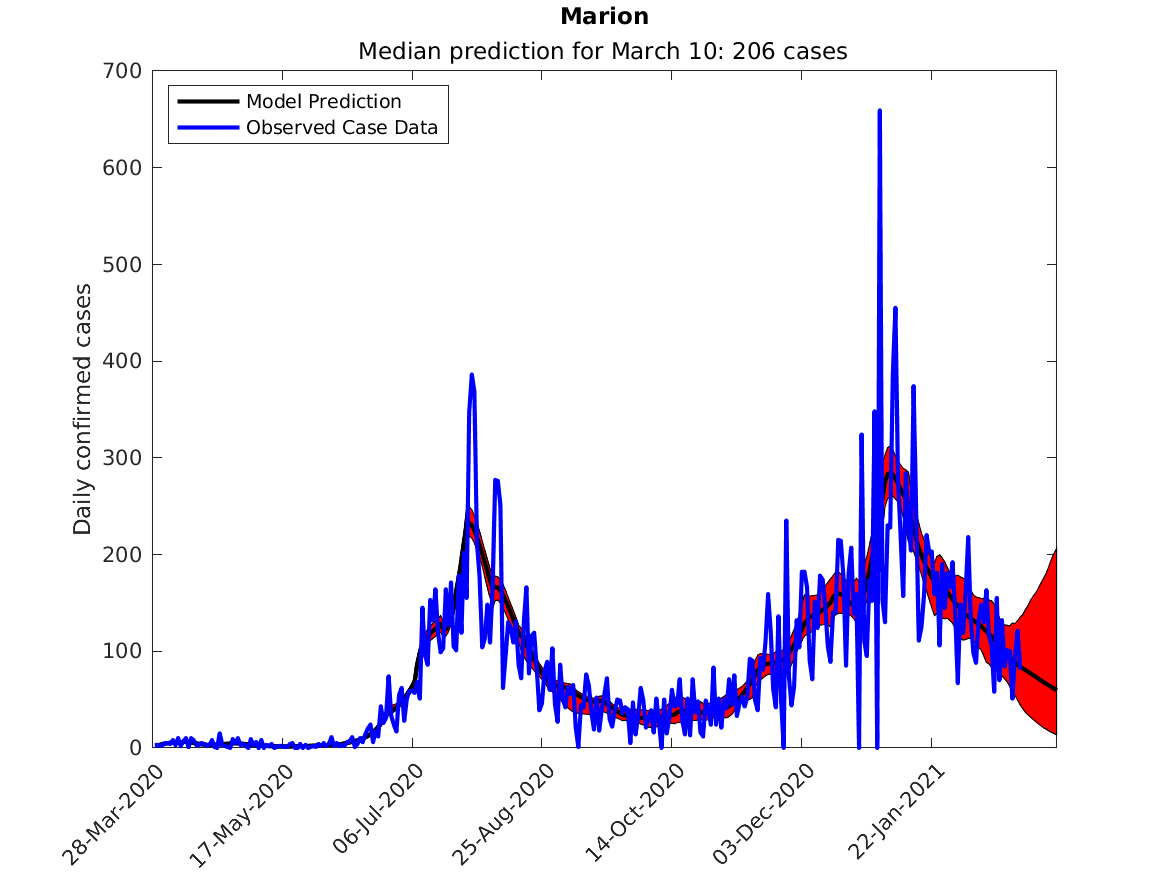 Marion
Median prediction for March 10: 206 cases
Model Prediction
Observed Case Data
Daily confirmed cases
700
600
500
400
300
200
100
0
28-Mar-2020
17-May-2020
06-Jul-2020
25-Aug-2020
14-Oct-2020
03-Dec-2020
22-Jan-2021